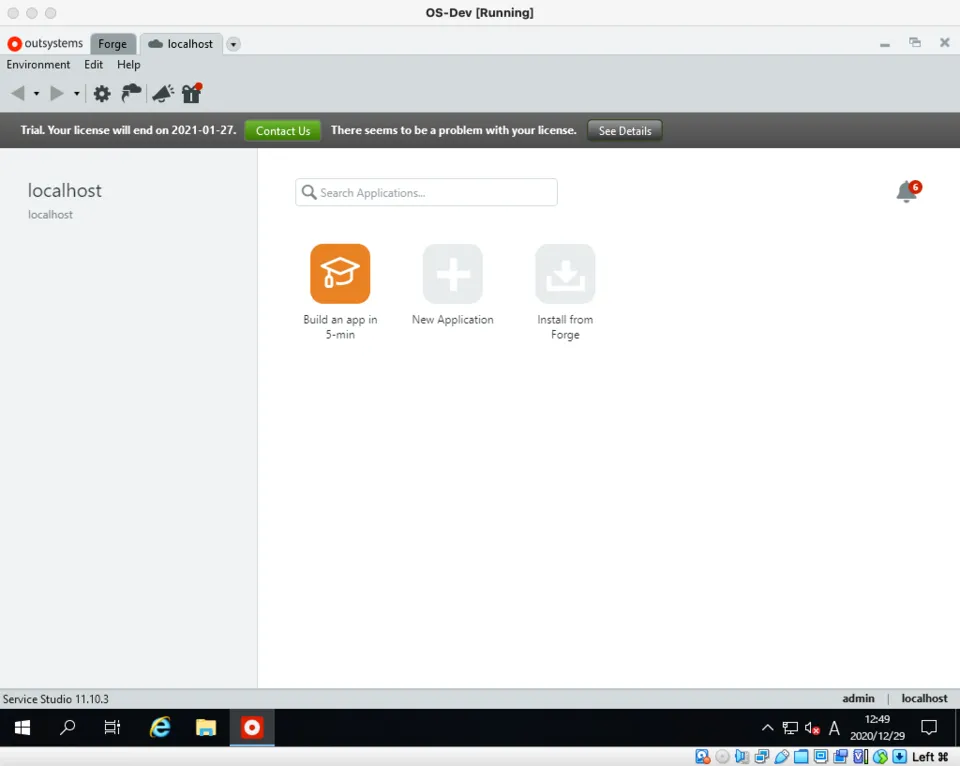 OS-Dev [Running]
outsystems Forge localhost
Environment Edit Help
Trial. Your license will end on 2021-01-27. Contact Us There seems to be a problem with your license. See Details
localhost
localhost
Search Applications...
6
Build an app in
5-min
New Application
Install from
Forge
Service Studio 11.10.3 admin | localhost
A 12:49
2020/12/29
Left ⌘